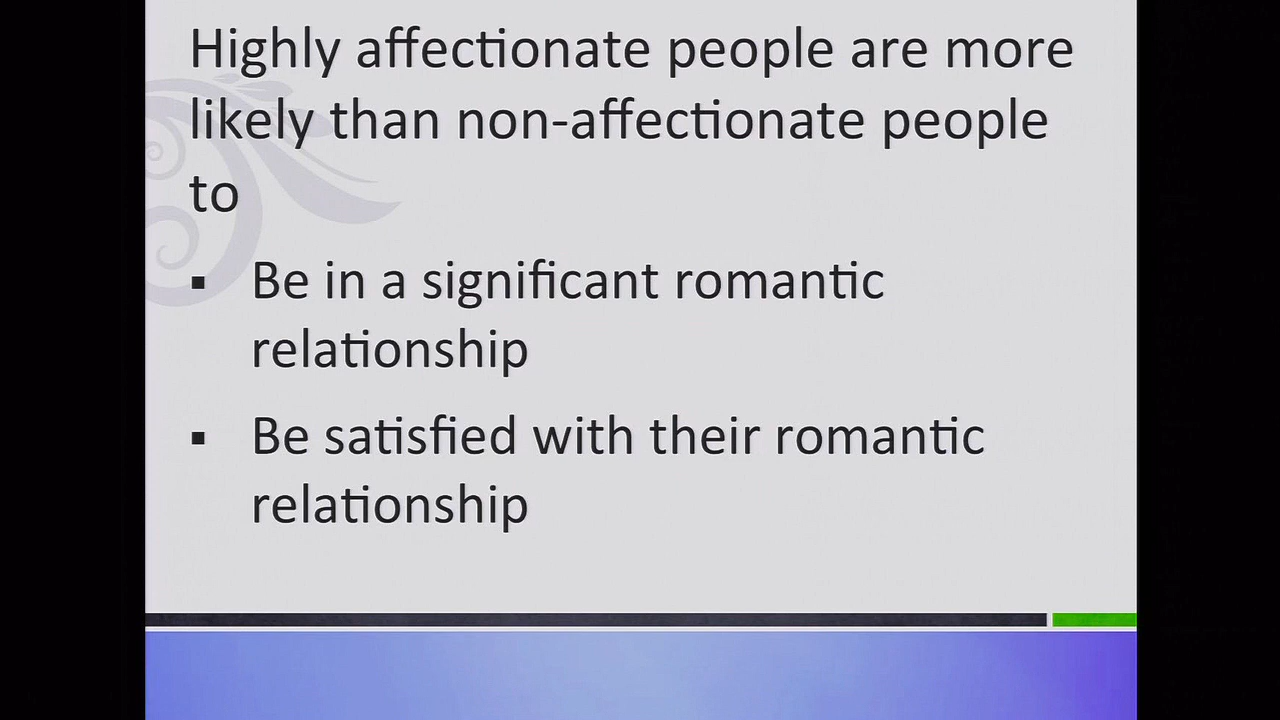 Highly affectionate people are more
likely than non-affectionate people
to
▪ Be in a significant romantic
relationship
▪ Be satisfied with their romantic
relationship